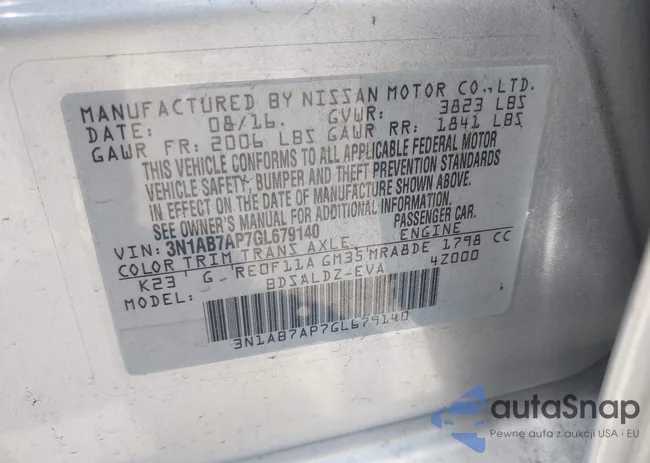 MANUFACTURED BY NISSAN MOTOR CO., LTD.
DATE: 08/16. GVWR: 3823 LBS
GAWR FR: 2006 LBS GAWR RR: 1841 LBS
THIS VEHICLE CONFORMS TO ALL APPLICABLE FEDERAL MOTOR
VEHICLE SAFETY, BUMPER AND THEFT PREVENTION STANDARDS
IN EFFECT ON THE DATE OF MANUFACTURE SHOWN ABOVE.
SEE OWNER'S MANUAL FOR ADDITIONAL INFORMATION
VIN: 3N1AB7AP7GL679140 PASSENGER CAR.
COLOR TRIM TRANS AXLE ENGINE
K23 G RE0F11A GM35 MRA8DE 1798 CC
MODEL: BDSALDZ-EVA 4Z000
3N1AB7AP7GL679140
autaSnap
Pewne auta z aukcji USA i EU